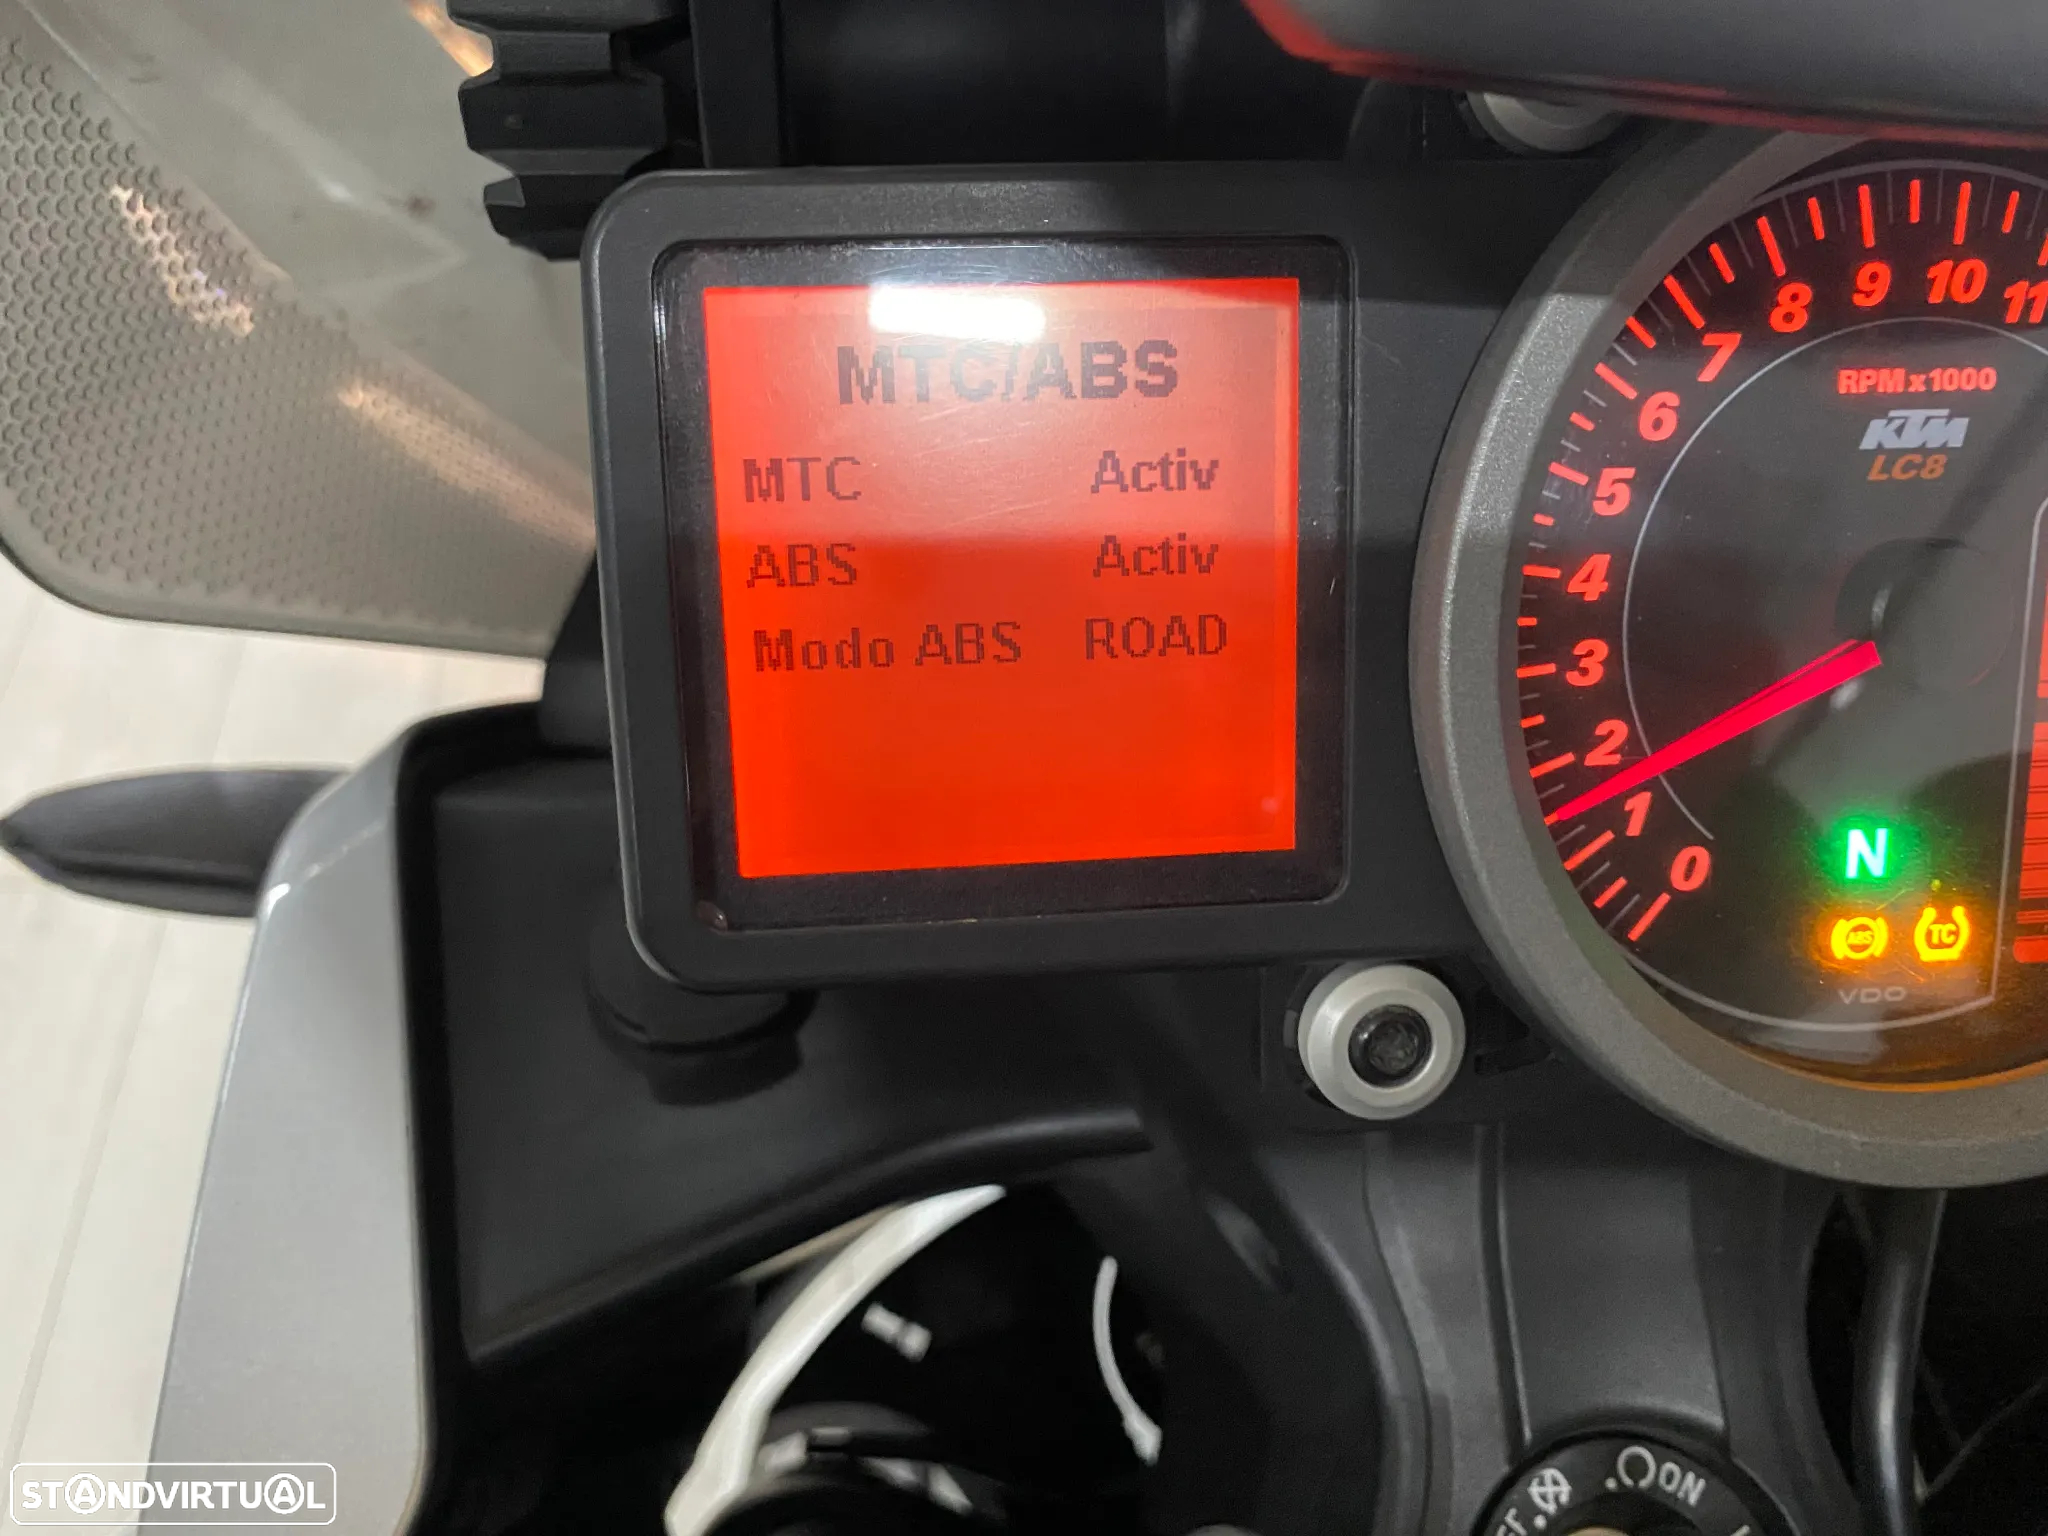 MTC/ABS
MTC Activ
ABS Activ
Modo ABS ROAD
0 1 2 3 4 5 6 7 8 9 10 11
RPM x 1000
KTM
LC8
N
ABS
TC
VDO
ON
STANDVIRTUAL